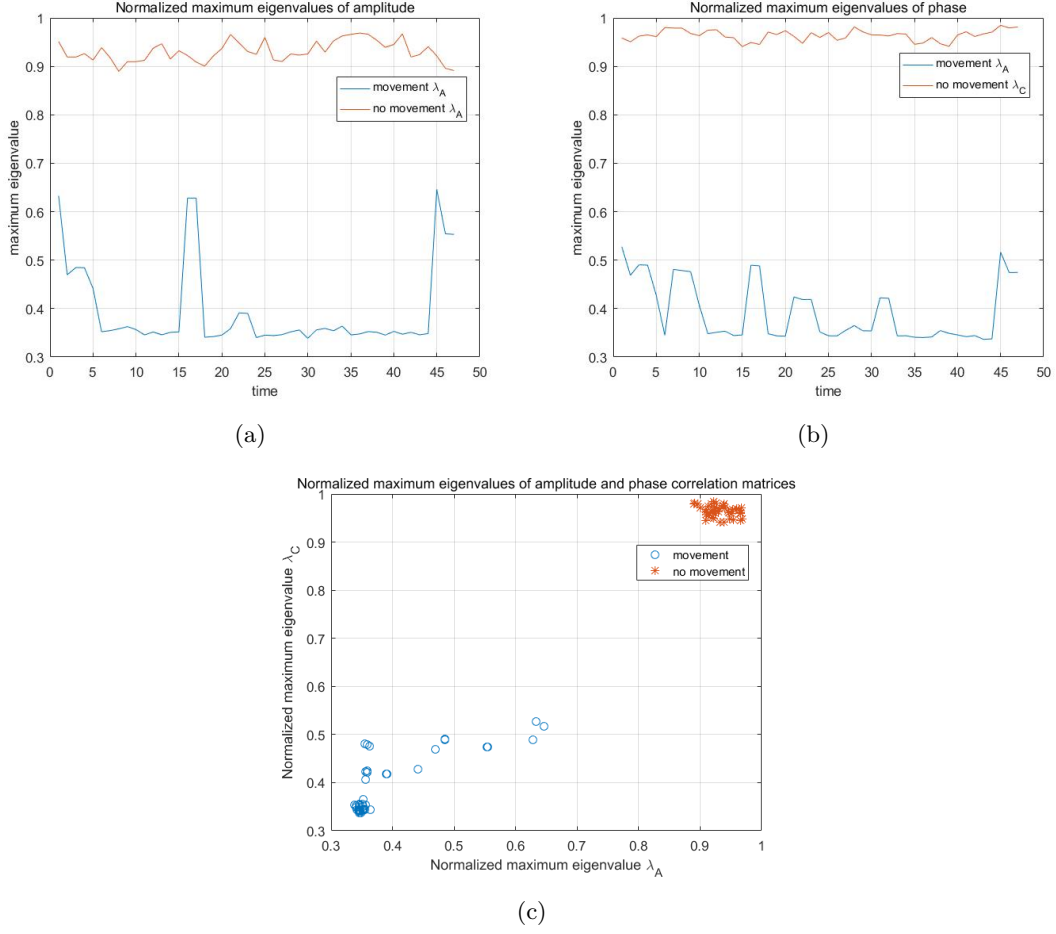 Normalized maximum eigenvalues of amplitude
1
0.9
0.8
0.7
0.6
0.5
0.4
0.3
maximum eigenvalue
movement λ_A
no movement λ_A
0 5 10 15 20 25 30 35 40 45 50
time
(a)
Normalized maximum eigenvalues of phase
1
0.9
0.8
0.7
0.6
0.5
0.4
0.3
maximum eigenvalue
movement λ_A
no movement λ_C
0 5 10 15 20 25 30 35 40 45 50
time
(b)
Normalized maximum eigenvalues of amplitude and phase correlation matrices
1
0.9
0.8
0.7
0.6
0.5
0.4
0.3
Normalized maximum eigenvalue λ_C
movement
no movement
0.3 0.4 0.5 0.6 0.7 0.8 0.9 1
Normalized maximum eigenvalue λ_A
(c)